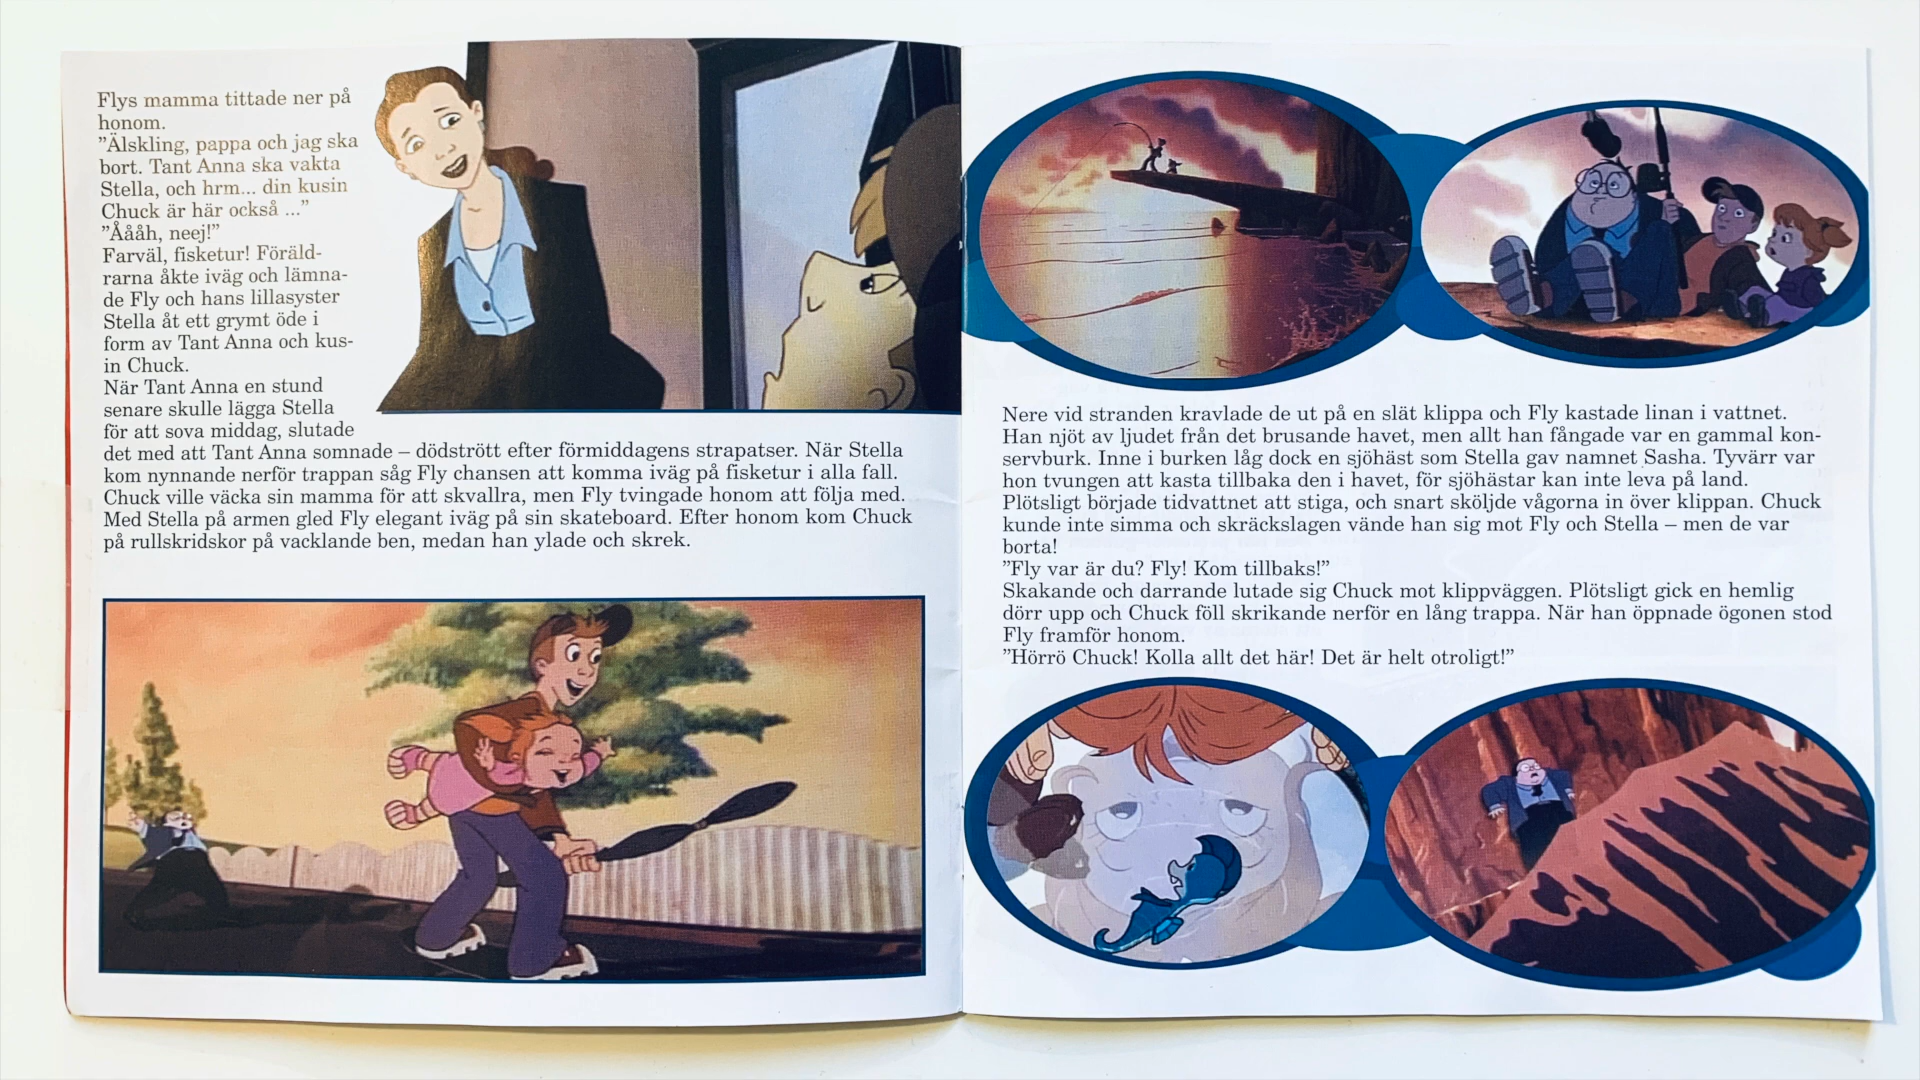 Flys mamma tittade ner på
honom.
”Älskling, pappa och jag ska
bort. Tant Anna ska vakta
Stella, och hrm... din kusin
Chuck är här också ...”
”Åååh, neej!”
Farväl, fisketur! Föräld-
rarna åkte iväg och lämna-
de Fly och hans lillasyster
Stella åt ett grymt öde i
form av Tant Anna och kus-
in Chuck.
När Tant Anna en stund
senare skulle lägga Stella
för att sova middag, slutade
det med att Tant Anna somnade – dödstrött efter förmiddagens strapatser. När Stella
kom nynnande nerför trappan såg Fly chansen att komma iväg på fisketur i alla fall.
Chuck ville väcka sin mamma för att skvallra, men Fly tvingade honom att följa med.
Med Stella på armen gled Fly elegant iväg på sin skateboard. Efter honom kom Chuck
på rullskridskor på vacklande ben, medan han ylade och skrek.
Nere vid stranden kravlade de ut på en slät klippa och Fly kastade linan i vattnet.
Han njöt av ljudet från det brusande havet, men allt han fångade var en gammal kon-
servburk. Inne i burken låg dock en sjöhäst som Stella gav namnet Sasha. Tyvärr var
hon tvungen att kasta tillbaka den i havet, för sjöhästar kan inte leva på land.
Plötsligt började tidvattnet att stiga, och snart sköljde vågorna in över klippan. Chuck
kunde inte simma och skräckslagen vände han sig mot Fly och Stella – men de var
borta!
”Fly var är du? Fly! Kom tillbaks!”
Skakande och darrande lutade sig Chuck mot klippväggen. Plötsligt gick en hemlig
dörr upp och Chuck föll skrikande nerför en lång trappa. När han öppnade ögonen stod
Fly framför honom.
”Hörrö Chuck! Kolla allt det här! Det är helt otroligt!”